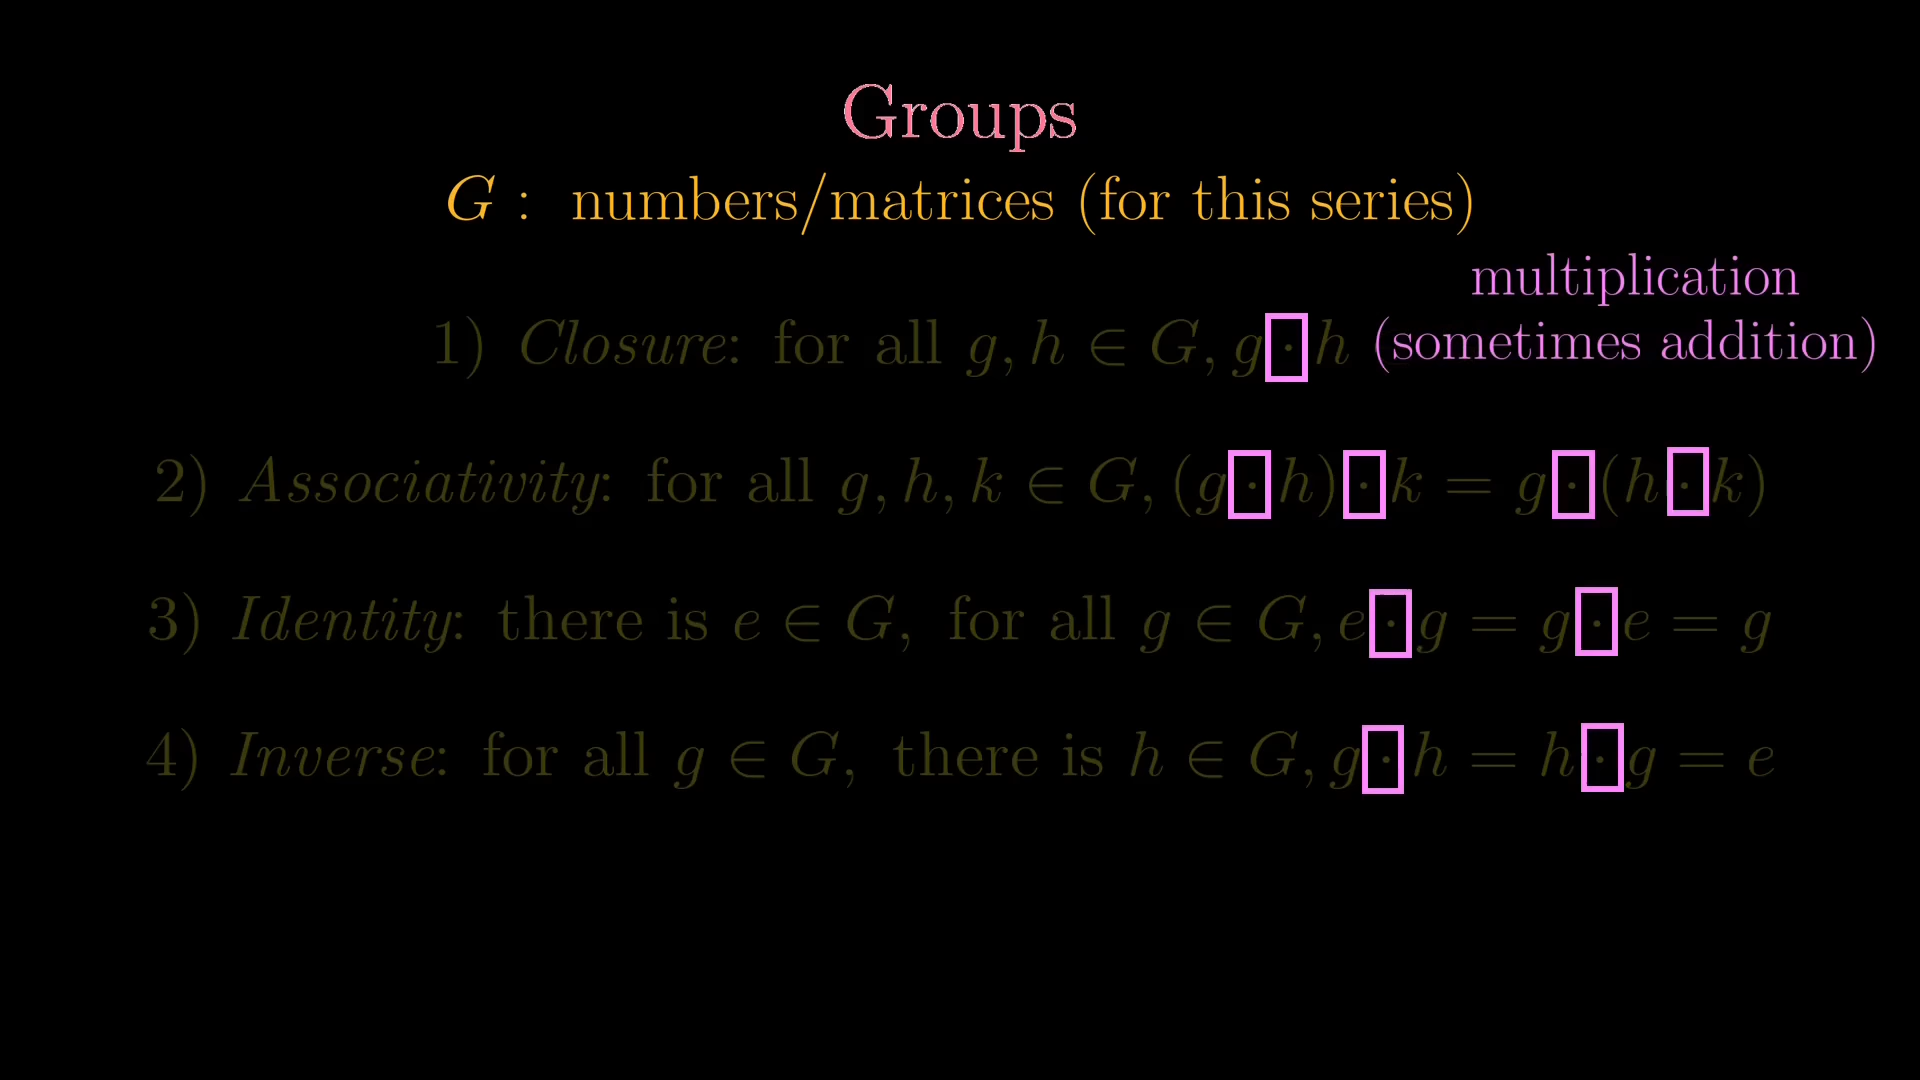 Groups
G : numbers/matrices (for this series)
multiplication
(sometimes addition)
1) Closure: for all g, h ∈ G, g · h
2) Associativity: for all g, h, k ∈ G, (g · h) · k = g · (h · k)
3) Identity: there is e ∈ G, for all g ∈ G, e · g = g · e = g
4) Inverse: for all g ∈ G, there is h ∈ G, g · h = h · g = e